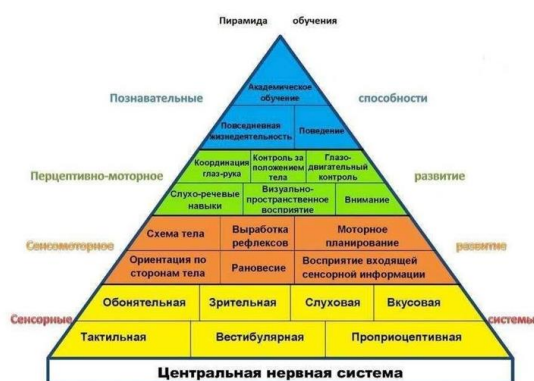 Пирамида обучения
Академическое
обучение
Познавательные способности
Повседневная
жизнедеятельность
Поведение
Координация
глаз-рука
Контроль за
положением
тела
Глазо-
двигательный
контроль
Перцептивно-моторное развитие
Слухо-речевые
навыки
Визуально-
пространственное
восприятие
Внимание
Схема тела
Выработка
рефлексов
Моторное
планирование
Сенсомоторное развитие
Ориентация по
сторонам тела
Рановесие
Восприятие входящей
сенсорной информации
Обонятельная Зрительная Слуховая Вкусовая
Сенсорные системы
Тактильная Вестибулярная Проприоцептивная
Центральная нервная система